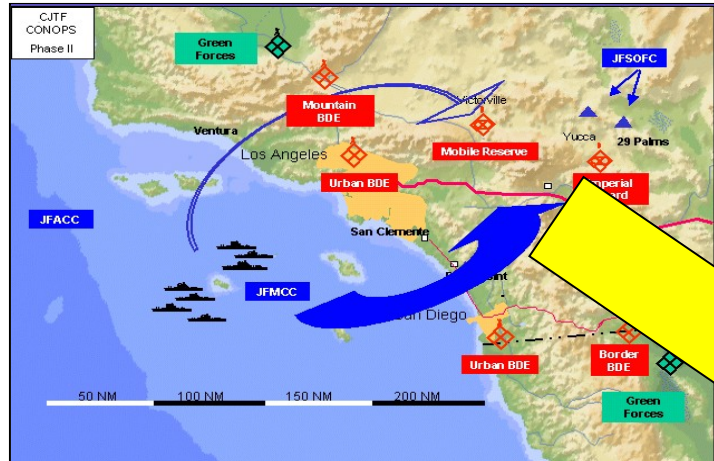 CJTF
CONOPS
Phase II
Green
Forces
Mountain
BDE
JFSOFC
Victorville
Ventura
Los Angeles
Mobile Reserve
Yucca
29 Palms
Urban BDE
JFACC
San Clemente
JFMCC
Urban BDE
Border
BDE
Green
Forces
50 NM
100 NM
150 NM
200 NM